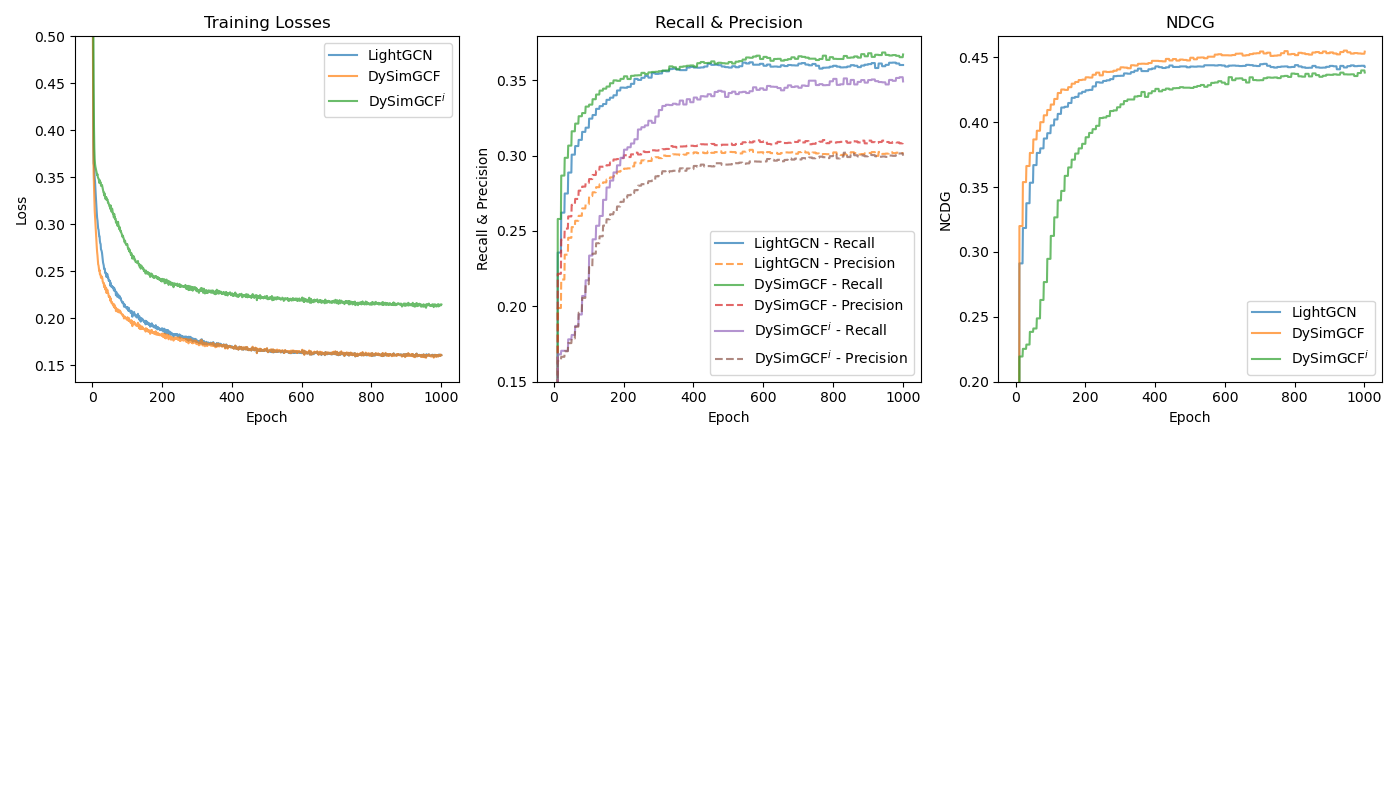 Training Losses
Loss
0.50
0.45
0.40
0.35
0.30
0.25
0.20
0.15
LightGCN
DySimGCF
DySimGCFⁱ
0 200 400 600 800 1000
Epoch
Recall & Precision
Recall & Precision
0.35
0.30
0.25
0.20
0.15
LightGCN - Recall
LightGCN - Precision
DySimGCF - Recall
DySimGCF - Precision
DySimGCFⁱ - Recall
DySimGCFⁱ - Precision
0 200 400 600 800 1000
Epoch
NDCG
NCDG
0.45
0.40
0.35
0.30
0.25
0.20
LightGCN
DySimGCF
DySimGCFⁱ
0 200 400 600 800 1000
Epoch